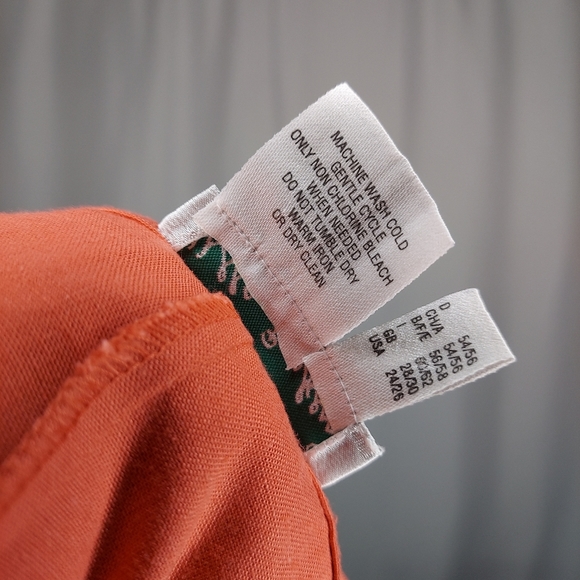 MACHINE WASH COLD
GENTLE CYCLE
ONLY NON CHLORINE BLEACH
WHEN NEEDED
DO NOT TUMBLE DRY
WARM IRON
OR DRY CLEAN
D 54/56
CH/A 54/56
B/F/E 56/58
I 60/62
GB 28/30
USA 24/26